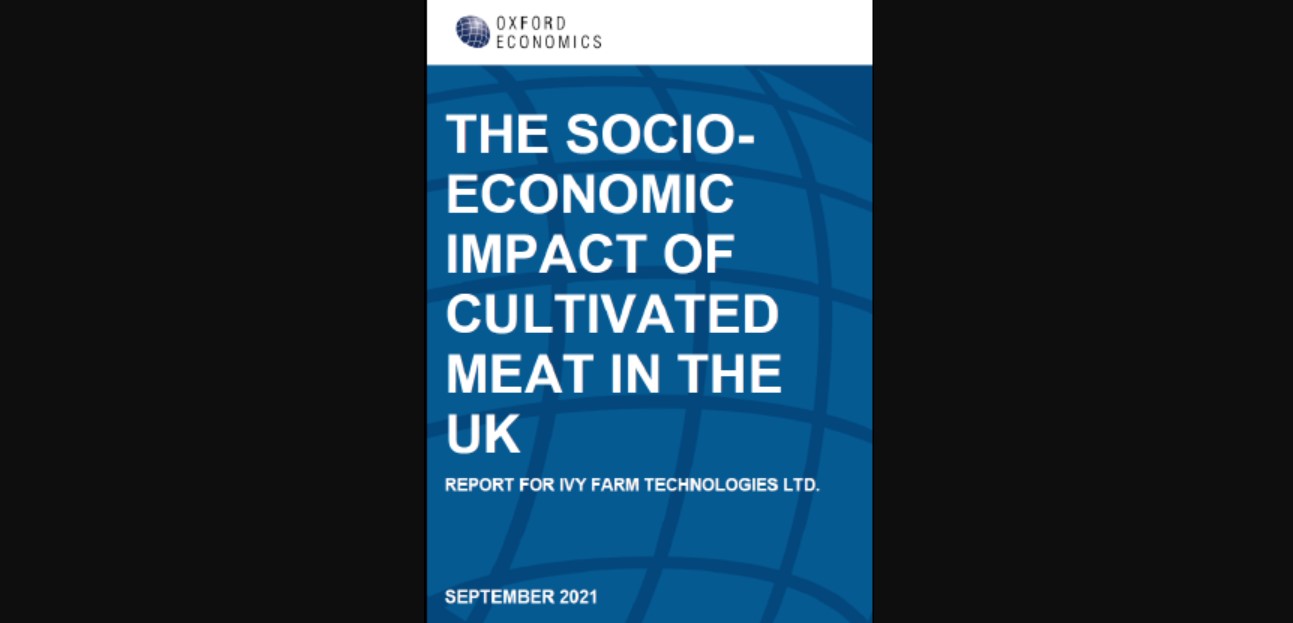 OXFORD
ECONOMICS
THE SOCIO-
ECONOMIC
IMPACT OF
CULTIVATED
MEAT IN THE
UK
REPORT FOR IVY FARM TECHNOLOGIES LTD.
SEPTEMBER 2021